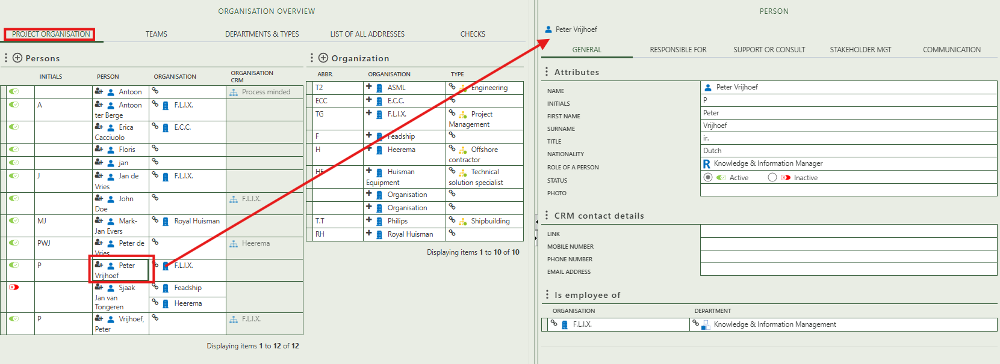 ORGANISATION OVERVIEW
PROJECT ORGANISATION
TEAMS
DEPARTMENTS & TYPES
LIST OF ALL ADDRESSES
CHECKS
Persons
INITIALS
PERSON
ORGANISATION
ORGANISATION
CRM
Antoon
Process minded
A
Antoon
ter Berge
F.L.I.X.
Erica
Cacciuolo
E.C.C.
Floris
jan
J
Jan de
Vries
F.L.I.X.
John
Doe
F.L.I.X.
MJ
Mark-
Jan Evers
Royal Huisman
PWJ
Peter de
Vries
Heerema
P
Peter
Vrijhoef
F.L.I.X.
Sjaak
Jan van
Tongeren
Feadship
Heerema
P
Vrijhoef,
Peter
F.L.I.X.
Displaying items 1 to 12 of 12
Organization
ABBR.
ORGANISATION
TYPE
T2
ASML
Engineering
ECC
E.C.C.
TG
F.L.I.X.
Project
Management
F
Feadship
H
Heerema
Offshore
contractor
HE
Huisman
Equipment
Technical
solution specialist
Organisation
Organisation
T.T
Philips
Shipbuilding
RH
Royal Huisman
Displaying items 1 to 10 of 10
PERSON
Peter Vrijhoef
GENERAL
RESPONSIBLE FOR
SUPPORT OR CONSULT
STAKEHOLDER MGT
COMMUNICATION
Attributes
NAME
Peter Vrijhoef
INITIALS
P
FIRST NAME
Peter
SURNAME
Vrijhoef
TITLE
ir.
NATIONALITY
Dutch
ROLE OF A PERSON
R Knowledge & Information Manager
STATUS
Active
Inactive
PHOTO
CRM contact details
LINK
MOBILE NUMBER
PHONE NUMBER
EMAIL ADDRESS
Is employee of
ORGANISATION
DEPARTMENT
F.L.I.X.
Knowledge & Information Management